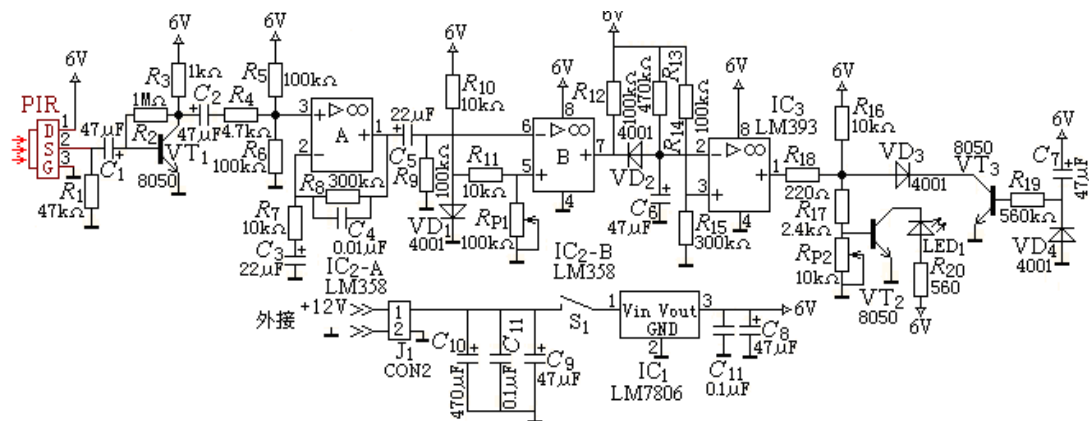 PIR
D 1
S 2
G 3
6V
R1
47kΩ
47µF
C1
R2
1MΩ
6V
R3
1kΩ
VT1
8050
C2
47µF
R4
4.7kΩ
6V
R5
100kΩ
R6
100kΩ
3
+
▷∞
A
1
2
−
R7
10kΩ
R8
300kΩ
C4
0.01µF
C3
22µF
IC2-A
LM358
22µF
C5
R9
100kΩ
6V
R10
10kΩ
VD1
4001
R11
10kΩ
RP1
100kΩ
6V
8
6
−
▷∞
B
7
5
+
4
IC2-B
LM358
6V
R12
100kΩ
4001
VD2
470kΩ
R14
R13
100kΩ
C6
47µF
6V
IC3
LM393
8
2
−
▷∞
1
3
+
4
R15
300kΩ
R18
220Ω
6V
R16
10kΩ
R17
2.4kΩ
RP2
10kΩ
VT2
8050
VD3
4001
LED1
R20
560
6V
8050
VT3
R19
560kΩ
6V
C7
47µF
VD4
4001
外接
+12V
1
2
J1
CON2
C10
470µF
C11
0.1µF
C9
47µF
S1
1
Vin Vout
GND
2
3
IC1
LM7806
6V
C11
0.1µF
C8
47µF